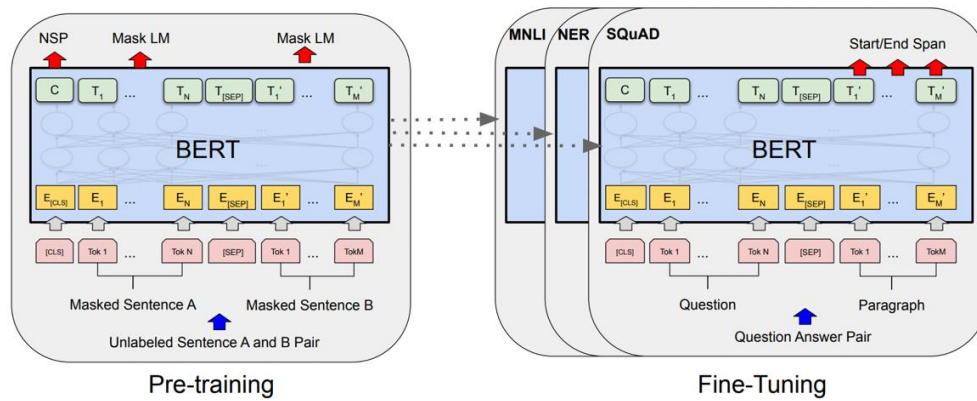 NSP Mask LM Mask LM
C T1 ... TN T[SEP] T1' ... TM'
... ...
BERT
E[CLS] E1 ... EN E[SEP] E1' ... EM'
[CLS] Tok 1 ... Tok N [SEP] Tok 1 ... TokM
Masked Sentence A Masked Sentence B
Unlabeled Sentence A and B Pair
Pre-training
MNLI NER SQuAD
Start/End Span
C T1 ... TN T[SEP] T1' ... TM'
... ...
BERT
E[CLS] E1 ... EN E[SEP] E1' ... EM'
[CLS] Tok 1 ... Tok N [SEP] Tok 1 ... TokM
Question Paragraph
Question Answer Pair
Fine-Tuning